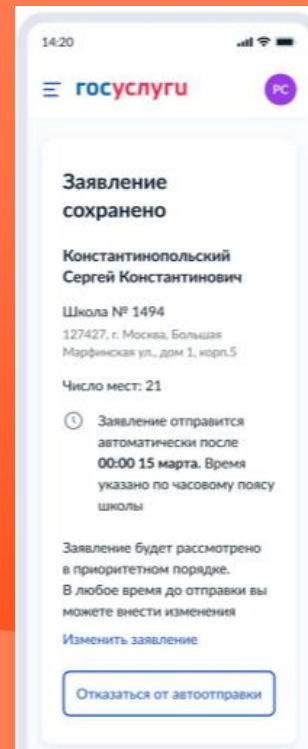 14:20
госуслуги
РС
Заявление
сохранено
Константинопольский
Сергей Константинович
Школа № 1494
127427, г. Москва, Большая
Марфинская ул., дом 1, корп.5
Число мест: 21
Заявление отправится
автоматически после
00:00 15 марта. Время
указано по часовому поясу
школы
Заявление будет рассмотрено
в приоритетном порядке.
В любое время до отправки вы
можете внести изменения
Изменить заявление
Отказаться от автоотправки